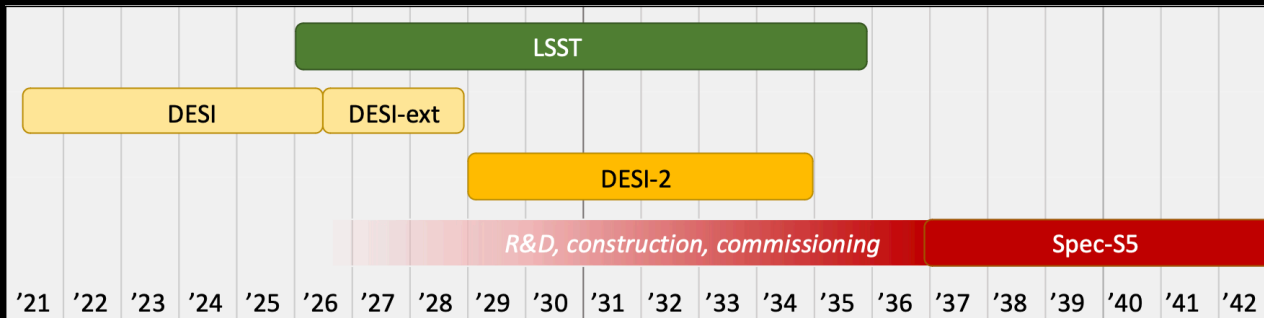 LSST
DESI DESI-ext
DESI-2
R&D, construction, commissioning Spec-S5
’21 ’22 ’23 ’24 ’25 ’26 ’27 ’28 ’29 ’30 ’31 ’32 ’33 ’34 ’35 ’36 ’37 ’38 ’39 ’40 ’41 ’42